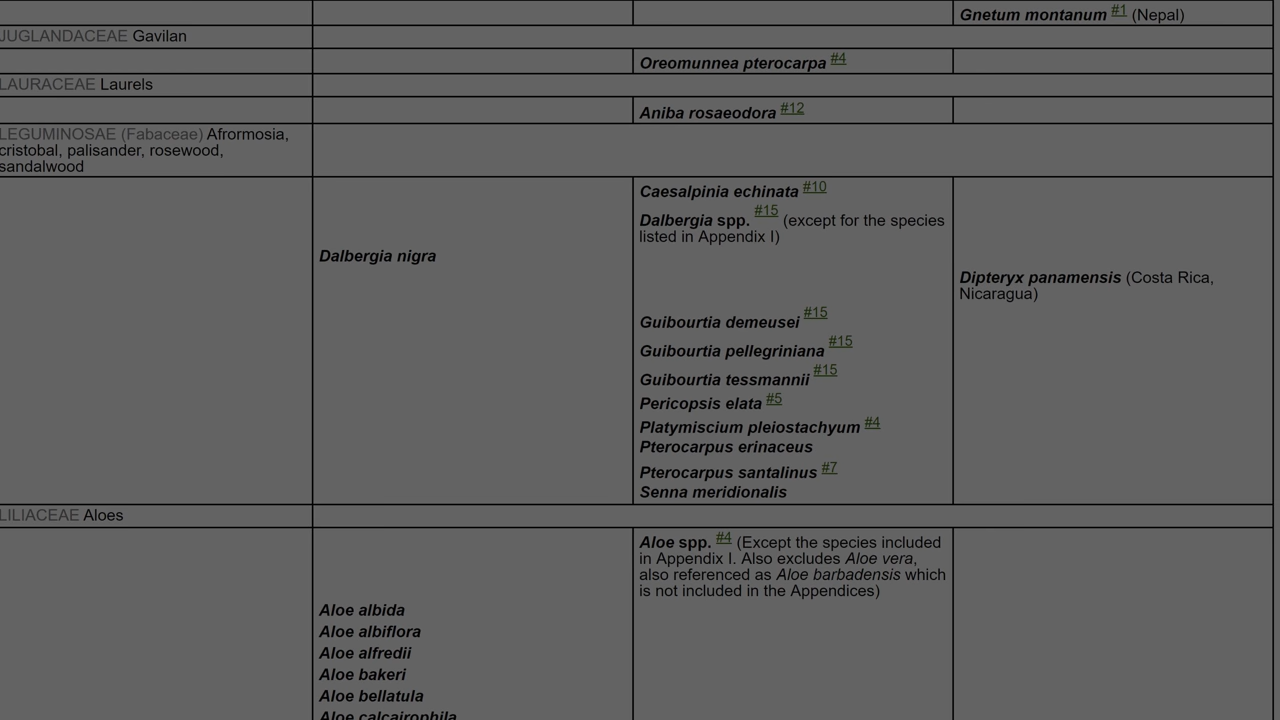 Gnetum montanum #1 (Nepal)
JUGLANDACEAE Gavilan
Oreomunnea pterocarpa #4
LAURACEAE Laurels
Aniba rosaeodora #12
LEGUMINOSAE (Fabaceae) Afrormosia,
cristobal, palisander, rosewood,
sandalwood
Dalbergia nigra
Caesalpinia echinata #10
Dalbergia spp. #15 (except for the species
listed in Appendix I)
Guibourtia demeusei #15
Guibourtia pellegriniana #15
Guibourtia tessmannii #15
Pericopsis elata #5
Platymiscium pleiostachyum #4
Pterocarpus erinaceus
Pterocarpus santalinus #7
Senna meridionalis
Dipteryx panamensis (Costa Rica,
Nicaragua)
LILIACEAE Aloes
Aloe albida
Aloe albiflora
Aloe alfredii
Aloe bakeri
Aloe bellatula
Aloe calcairophila
Aloe spp. #4 (Except the species included
in Appendix I. Also excludes Aloe vera,
also referenced as Aloe barbadensis which
is not included in the Appendices)